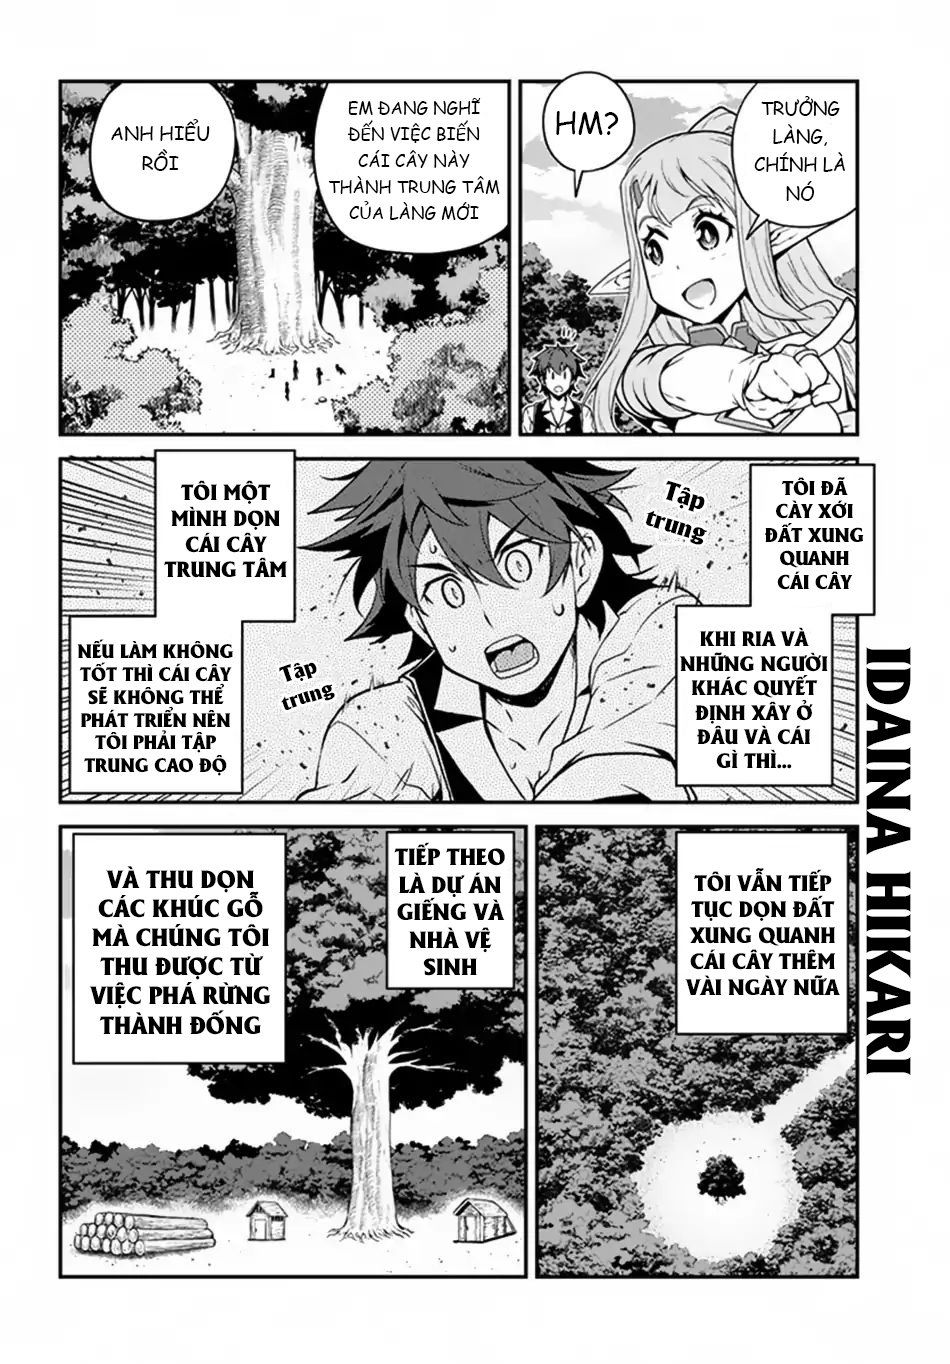 TRƯỞNG
LÀNG,
CHÍNH LÀ
NÓ
HM?
EM ĐANG NGHĨ
ĐẾN VIỆC BIẾN
CÁI CÂY NÀY
THÀNH TRUNG TÂM
CỦA LÀNG MỚI
ANH HIỂU
RỒI
TÔI ĐÃ
CÀY XỚI
ĐẤT XUNG
QUANH
CÁI CÂY
KHI RIA VÀ
NHỮNG NGƯỜI
KHÁC QUYẾT
ĐỊNH XÂY Ở
ĐÂU VÀ CÁI
GÌ THÌ...
Tập
trung
TÔI MỘT
MÌNH DỌN
CÁI CÂY
TRUNG TÂM
Tập
trung
NẾU LÀM KHÔNG
TỐT THÌ CÁI CÂY
SẼ KHÔNG THỂ
PHÁT TRIỂN NÊN
TÔI PHẢI TẬP
TRUNG CAO ĐỘ
TÔI VẪN TIẾP
TỤC DỌN ĐẤT
XUNG QUANH
CÁI CÂY THÊM
VÀI NGÀY NỮA
TIẾP THEO
LÀ DỰ ÁN
GIẾNG VÀ
NHÀ VỆ
SINH
VÀ THU DỌN
CÁC KHÚC GỖ
MÀ CHÚNG TÔI
THU ĐƯỢC TỪ
VIỆC PHÁ RỪNG
THÀNH ĐỐNG
IDAINA HIKARI